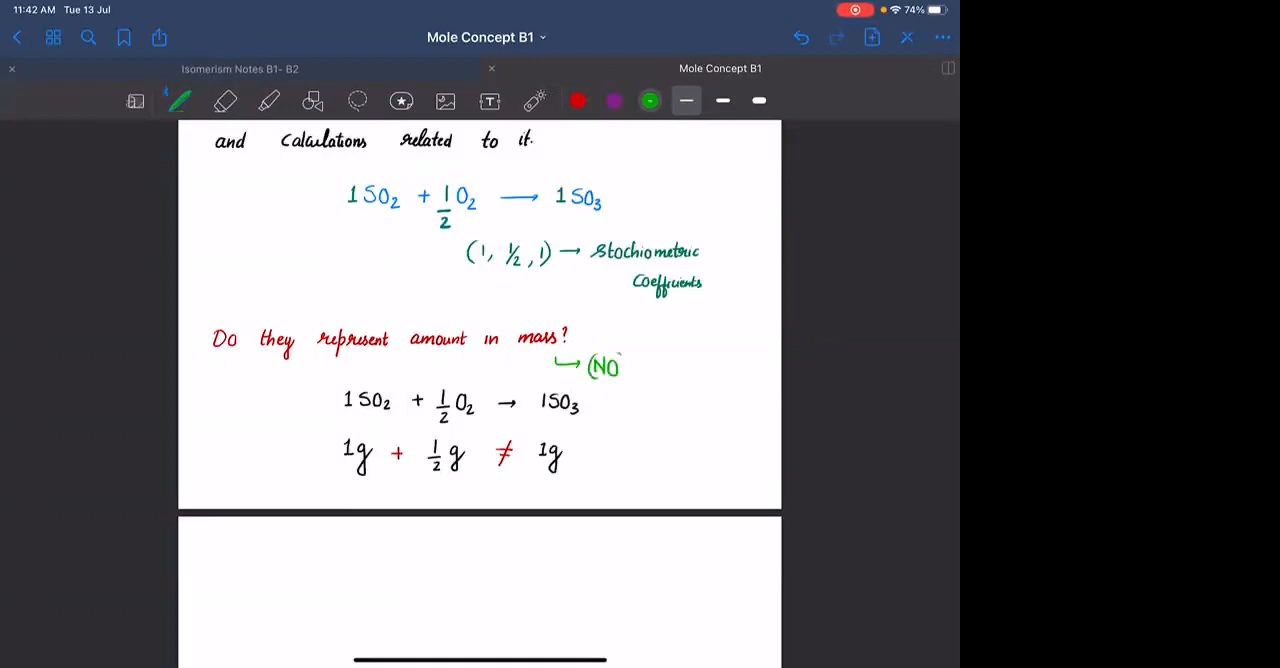 11:42 AM Tue 13 Jul
74%
Mole Concept B1
Isomerism Notes B1- B2
Mole Concept B1
and Calculations related to it.
1 SO₂ + 1/2 O₂ → 1 SO₃
(1, 1/2, 1) → Stochiometric
Coefficients
Do they represent amount in mass?
↳ (NO
1 SO₂ + 1/2 O₂ → 1SO₃
1g + 1/2 g ≠ 1g